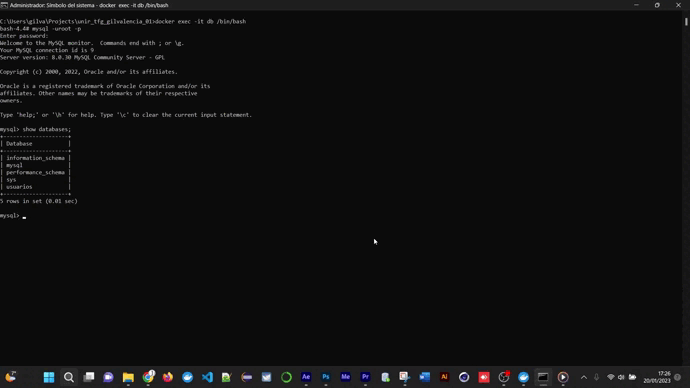 Administrador: Símbolo del sistema - docker exec -it db /bin/bash
C:\Users\gilva\Projects\unir_tfg_gilvalencia_01>docker exec -it db /bin/bash
bash-4.4# mysql -uroot -p
Enter password:
Welcome to the MySQL monitor.  Commands end with ; or \g.
Your MySQL connection id is 9
Server version: 8.0.30 MySQL Community Server - GPL
Copyright (c) 2000, 2022, Oracle and/or its affiliates.
Oracle is a registered trademark of Oracle Corporation and/or its
affiliates. Other names may be trademarks of their respective
owners.
Type 'help;' or '\h' for help. Type '\c' to clear the current input statement.
mysql> show databases;
+--------------------+
| Database           |
+--------------------+
| information_schema |
| mysql              |
| performance_schema |
| sys                |
| usuarios           |
+--------------------+
5 rows in set (0.01 sec)
mysql>
Ae Ps Me Pr Ai
17:26
20/01/2023